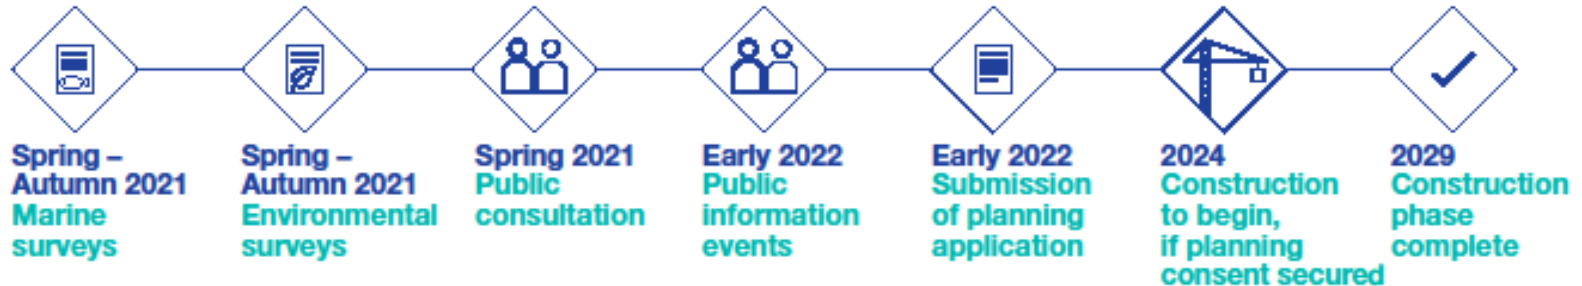 Spring –
Autumn 2021
Marine
surveys
Spring –
Autumn 2021
Environmental
surveys
Spring 2021
Public
consultation
Early 2022
Public
information
events
Early 2022
Submission
of planning
application
2024
Construction
to begin,
if planning
consent secured
2029
Construction
phase
complete